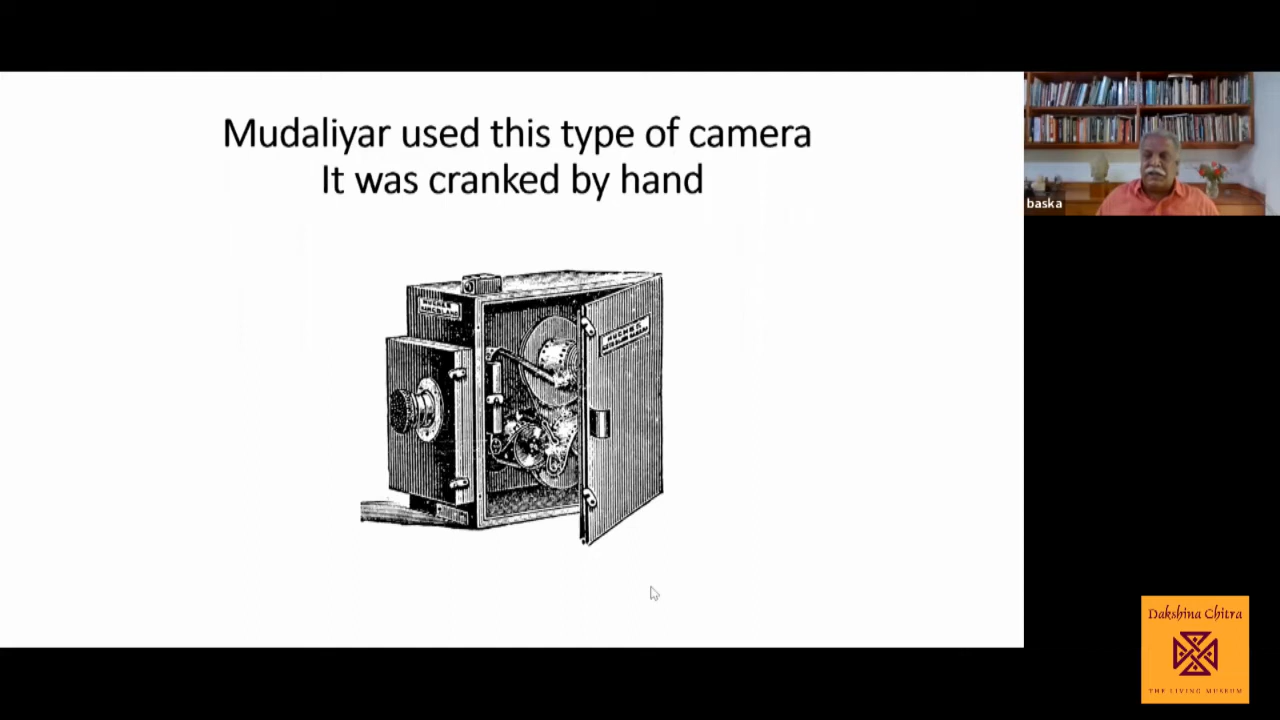 Mudaliyar used this type of camera
It was cranked by hand
baska
Dakshina Chitra
THE LIVING MUSEUM